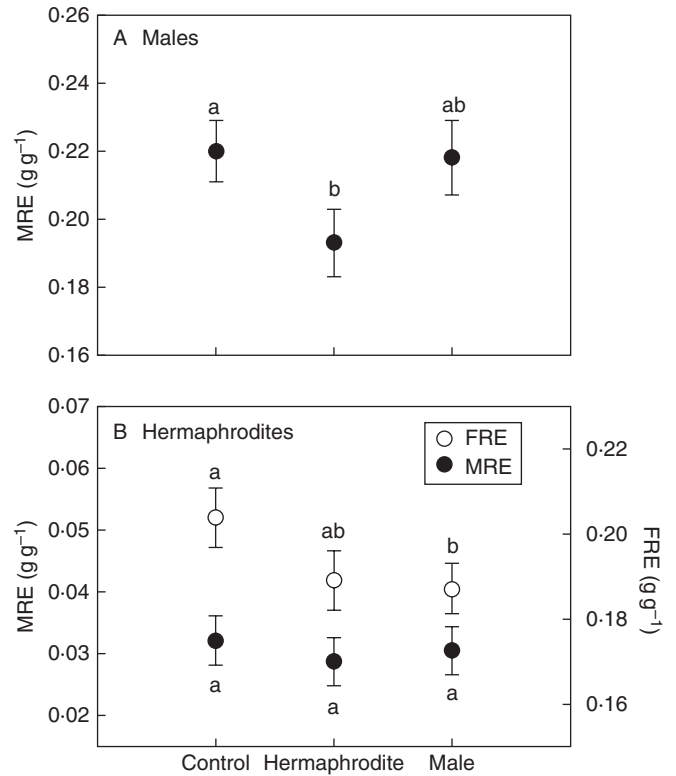 0·26
A Males
0·24
a
ab
0·22
b
0·20
0·18
0·16
MRE (g g⁻¹)
0·07
B Hermaphrodites
FRE
MRE
0·22
0·06
a
ab
b
0·05
0·20
0·04
0·18
0·03
a
a
a
0·02
0·16
MRE (g g⁻¹)
FRE (g g⁻¹)
Control Hermaphrodite Male